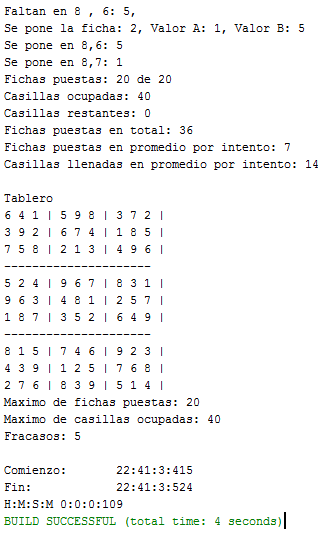 Faltan en 8 , 6: 5,
Se pone la ficha: 2, Valor A: 1, Valor B: 5
Se pone en 8,6: 5
Se pone en 8,7: 1
Fichas puestas: 20 de 20
Casillas ocupadas: 40
Casillas restantes: 0
Fichas puestas en total: 36
Fichas puestas en promedio por intento: 7
Casillas llenadas en promedio por intento: 14
Tablero
6 4 1 | 5 9 8 | 3 7 2 |
3 9 2 | 6 7 4 | 1 8 5 |
7 5 8 | 2 1 3 | 4 9 6 |
---------------------
5 2 4 | 9 6 7 | 8 3 1 |
9 6 3 | 4 8 1 | 2 5 7 |
1 8 7 | 3 5 2 | 6 4 9 |
---------------------
8 1 5 | 7 4 6 | 9 2 3 |
4 3 9 | 1 2 5 | 7 6 8 |
2 7 6 | 8 3 9 | 5 1 4 |
Maximo de fichas puestas: 20
Maximo de casillas ocupadas: 40
Fracasos: 5
Comienzo: 22:41:3:415
Fin: 22:41:3:524
H:M:S:M 0:0:0:109
BUILD SUCCESSFUL (total time: 4 seconds)